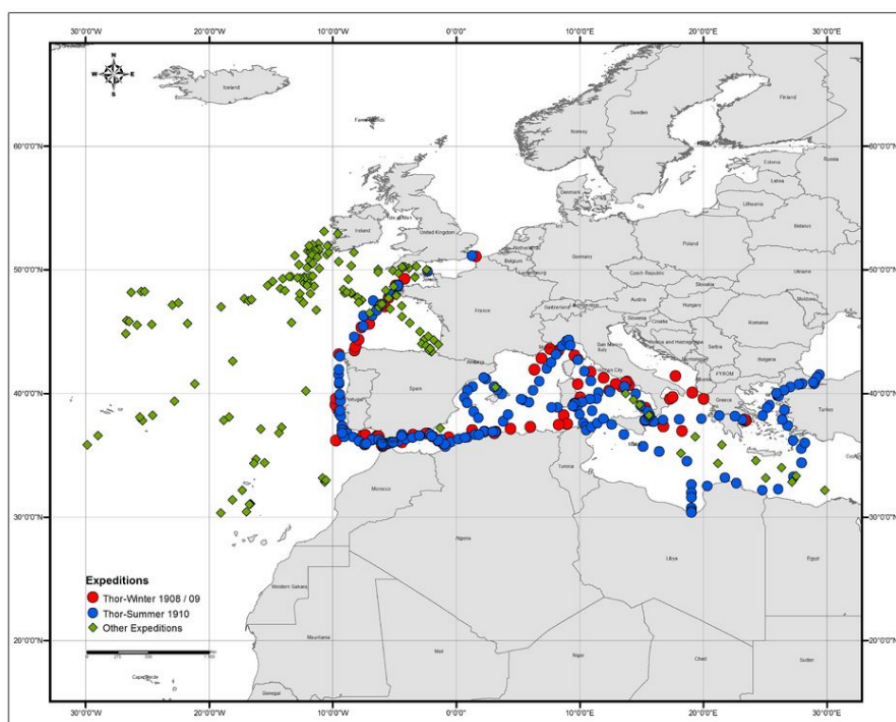 30°0'0"W 20°0'0"W 10°0'0"W 0°0'0" 10°0'0"E 20°0'0"E 30°0'0"E
N
W E
S
Iceland
Finland
Sweden
Norway
60°0'0"N 60°0'0"N
Estonia
Russia
Latvia
Denmark
Lithuania
Ireland
United Kingdom
Belarus
Poland
Germany
50°0'0"N 50°0'0"N
Belgium
Luxembourg
Czech Republic
Ukraine
Slovakia
France
Austria
Hungary
Moldova
Switzerland
Slovenia
Croatia
Romania
San Marino
Italy
Bosnia and Herzegovina
Serbia
Bulgaria
Andorra
FYROM
40°0'0"N 40°0'0"N
Portugal
Spain
Greece
Turkey
Tunisia
Morocco
30°0'0"N 30°0'0"N
Algeria
Libya
Egypt
Western Sahara
Expeditions
Thor-Winter 1908 / 09
Thor-Summer 1910
Other Expeditions
20°0'0"N 20°0'0"N
Mauritania
Mali
Niger
Chad
Sudan
Cape Verde
Senegal
30°0'0"W 20°0'0"W 10°0'0"W 0°0'0" 10°0'0"E 20°0'0"E 30°0'0"E